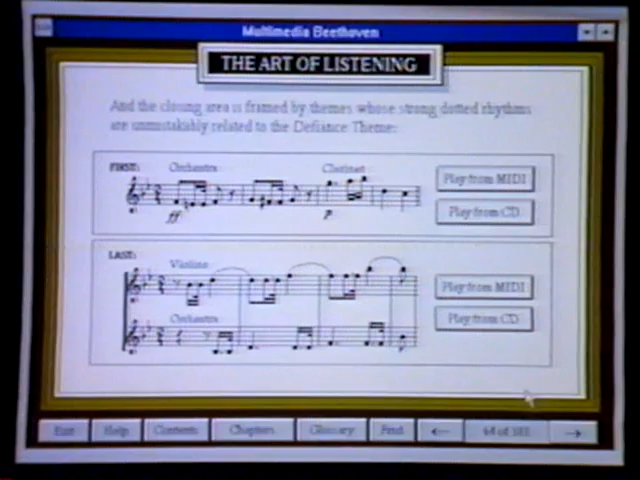 Multimedia Beethoven
THE ART OF LISTENING
And the closing area is framed by themes whose strong dotted rhythms
are unmistakably related to the Defiance Theme:
FIRST:
Orchestra
Clarinet
ff
p
Play from MIDI
Play from CD
LAST:
Violins
Orchestra
Play from MIDI
Play from CD
Exit Help Contents Chapters Glossary Find ← 64 of 181 →